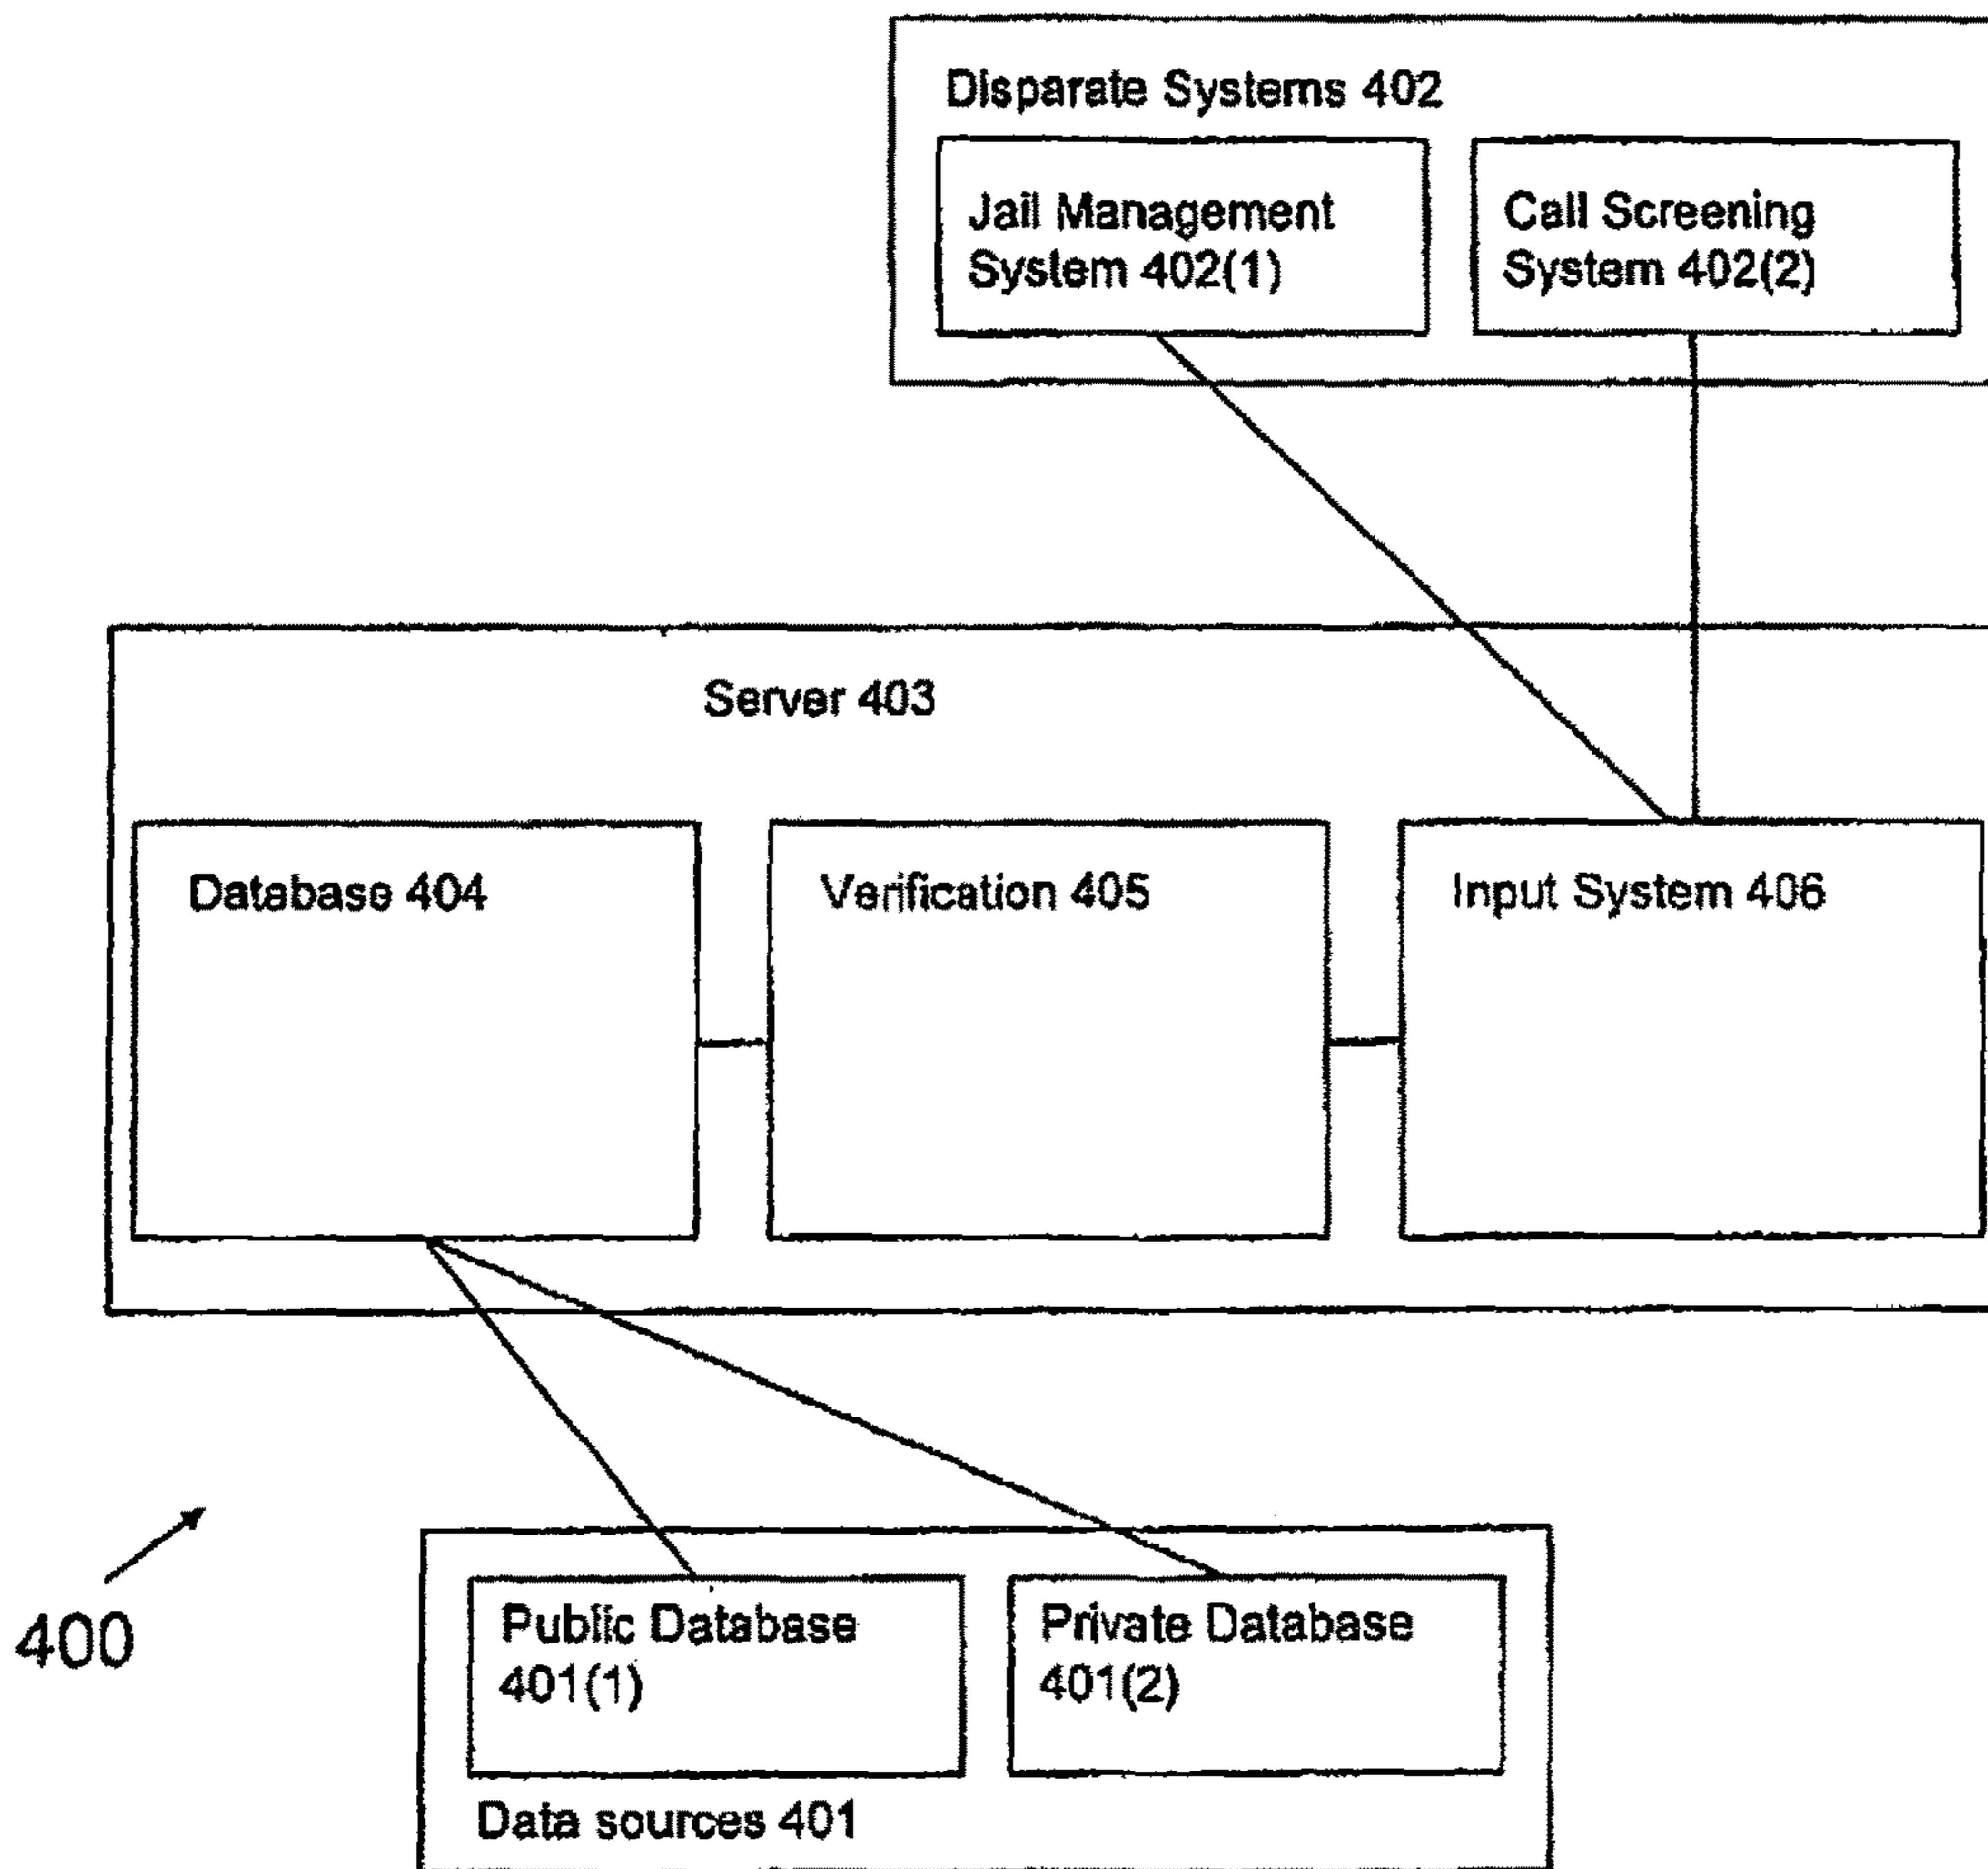 Disparate Systems 402
Jail Management
System 402(1)
Call Screening
System 402(2)
Server 403
Database 404
Verification 405
Input System 406
400
Public Database
401(1)
Private Database
401(2)
Data sources 401